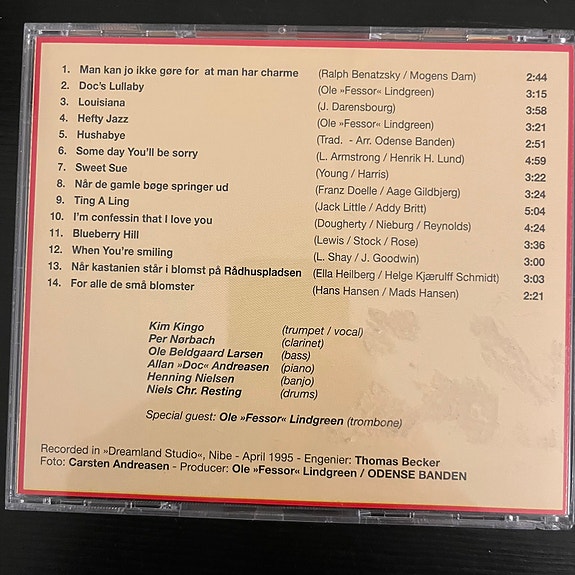 1. Man kan jo ikke gøre for at man har charme (Ralph Benatzsky / Mogens Dam) 2:44
2. Doc's Lullaby (Ole »Fessor« Lindgreen) 3:15
3. Louisiana (J. Darensbourg) 3:58
4. Hefty Jazz (Ole »Fessor« Lindgreen) 3:21
5. Hushabye (Trad. - Arr. Odense Banden) 2:51
6. Some day You'll be sorry (L. Armstrong / Henrik H. Lund) 4:59
7. Sweet Sue (Young / Harris) 3:22
8. Når de gamle bøge springer ud (Franz Doelle / Aage Gildbjerg) 3:24
9. Ting A Ling (Jack Little / Addy Britt) 5:04
10. I'm confessin that I love you (Dougherty / Nieburg / Reynolds) 4:24
11. Blueberry Hill (Lewis / Stock / Rose) 3:36
12. When You're smiling (L. Shay / J. Goodwin) 3:00
13. Når kastanien står i blomst på Rådhuspladsen (Ella Heilberg / Helge Kjærulff Schmidt) 3:03
14. For alle de små blomster (Hans Hansen / Mads Hansen) 2:21
Kim Kingo (trumpet / vocal)
Per Nørbach (clarinet)
Ole Beldgaard Larsen (bass)
Allan »Doc« Andreasen (piano)
Henning Nielsen (banjo)
Niels Chr. Resting (drums)
Special guest: Ole »Fessor« Lindgreen (trombone)
Recorded in »Dreamland Studio«, Nibe - April 1995 - Engenier: Thomas Becker
Foto: Carsten Andreasen - Producer: Ole »Fessor« Lindgreen / ODENSE BANDEN